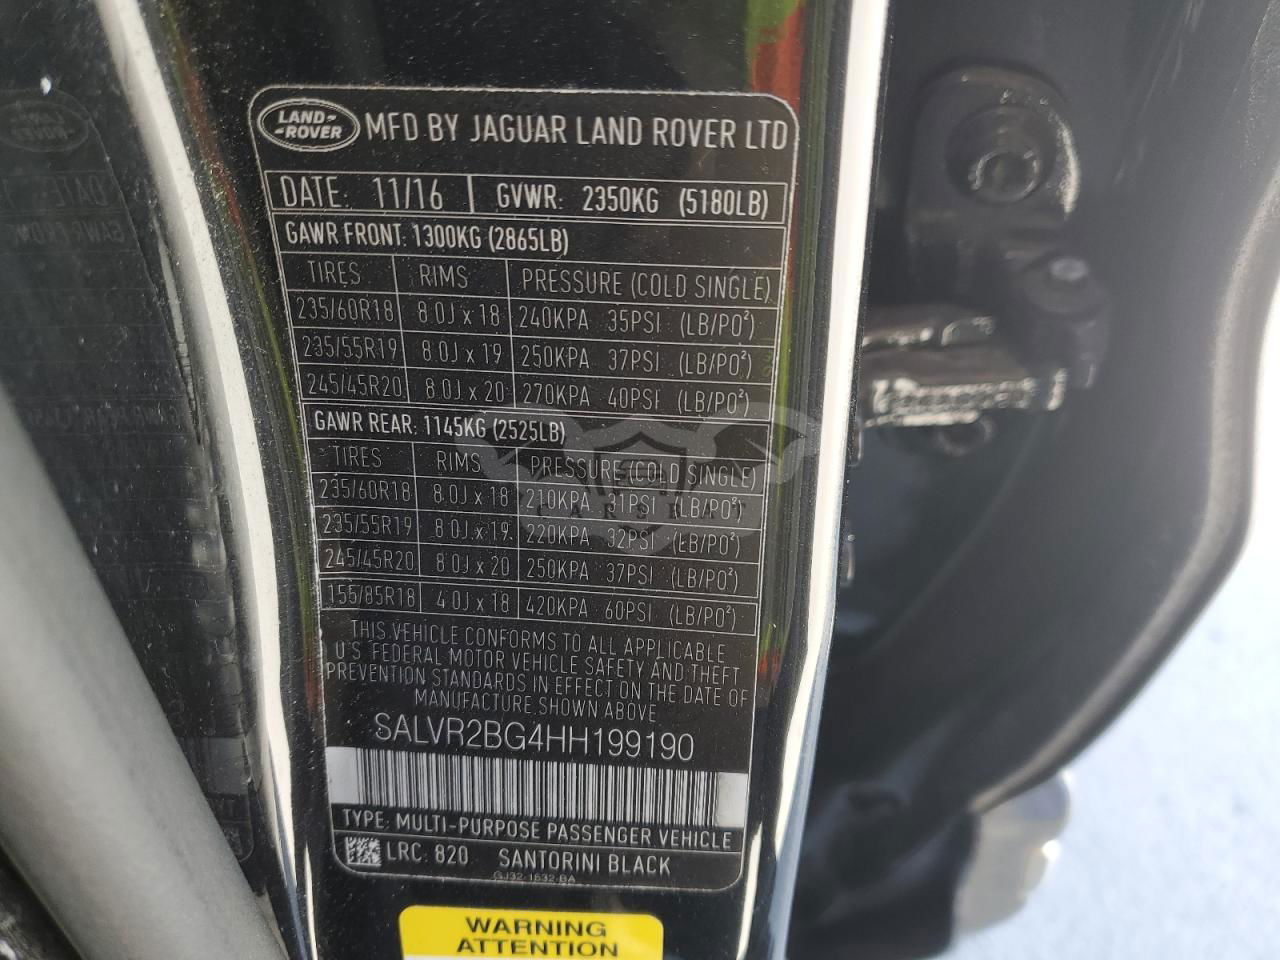 LAND-
-ROVER
MFD BY JAGUAR LAND ROVER LTD
DATE: 11/16 GVWR: 2350KG (5180LB)
GAWR FRONT: 1300KG (2865LB)
TIRES RIMS PRESSURE (COLD SINGLE)
235/60R18 8.0J x 18 240KPA 35PSI (LB/PO²)
235/55R19 8.0J x 19 250KPA 37PSI (LB/PO²)
245/45R20 8.0J x 20 270KPA 40PSI (LB/PO²)
GAWR REAR: 1145KG (2525LB)
TIRES RIMS PRESSURE (COLD SINGLE)
235/60R18 8.0J x 18 210KPA 31PSI (LB/PO²)
235/55R19 8.0J x 19 220KPA 32PSI (LB/PO²)
245/45R20 8.0J x 20 250KPA 37PSI (LB/PO²)
155/85R18 4.0J x 18 420KPA 60PSI (LB/PO²)
THIS VEHICLE CONFORMS TO ALL APPLICABLE
U.S. FEDERAL MOTOR VEHICLE SAFETY AND THEFT
PREVENTION STANDARDS IN EFFECT ON THE DATE OF
MANUFACTURE SHOWN ABOVE
SALVR2BG4HH199190
TYPE: MULTI-PURPOSE PASSENGER VEHICLE
LRC: 820 SANTORINI BLACK
GJ32-1532-BA
WARNING
ATTENTION